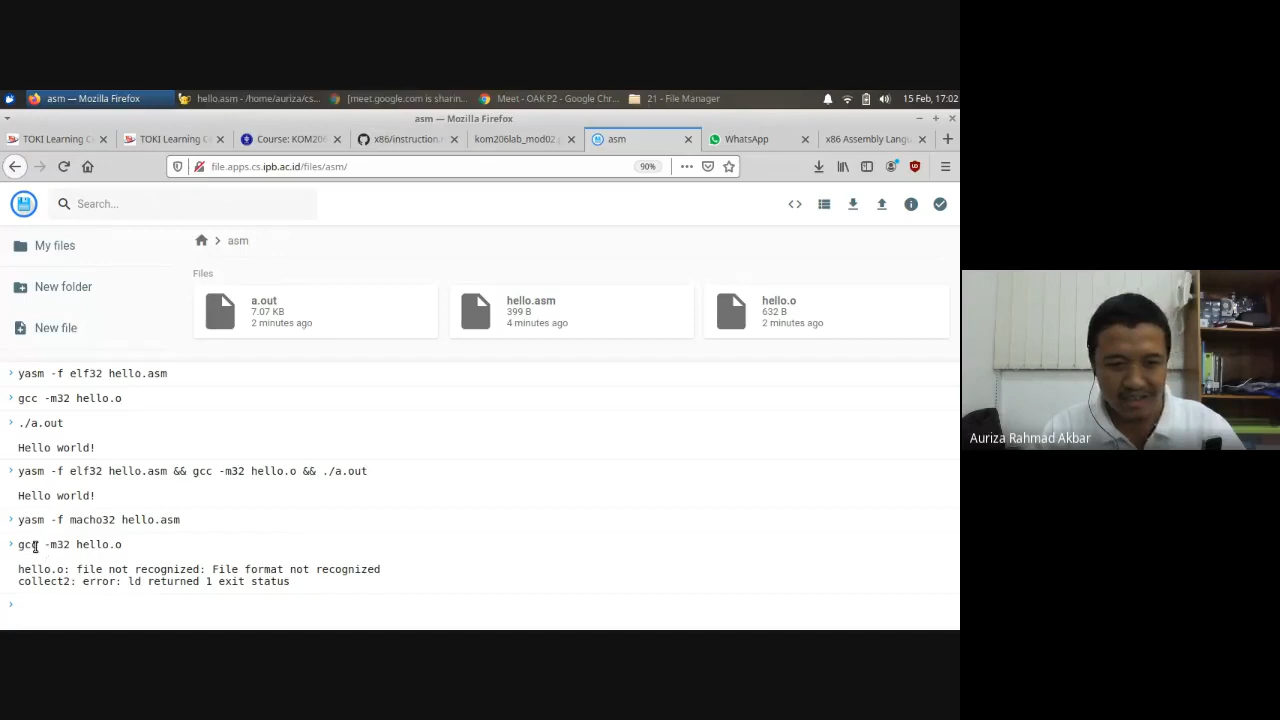 asm — Mozilla Firefox
hello.asm - /home/auriza/cs...
[meet.google.com is sharin...
Meet - OAK P2 - Google Chr...
21 - File Manager
15 Feb, 17:02
asm — Mozilla Firefox
TOKI Learning C
TOKI Learning C
Course: KOM206
x86/instruction.
kom206lab_mod02
asm
WhatsApp
x86 Assembly Langu
file.apps.cs.ipb.ac.id/files/asm/
90%
Search...
My files
asm
Files
New folder
a.out
7.07 KB
2 minutes ago
hello.asm
399 B
4 minutes ago
hello.o
632 B
2 minutes ago
New file
yasm -f elf32 hello.asm
gcc -m32 hello.o
./a.out
Hello world!
yasm -f elf32 hello.asm && gcc -m32 hello.o && ./a.out
Hello world!
yasm -f macho32 hello.asm
gcc -m32 hello.o
hello.o: file not recognized: File format not recognized
collect2: error: ld returned 1 exit status
Auriza Rahmad Akbar